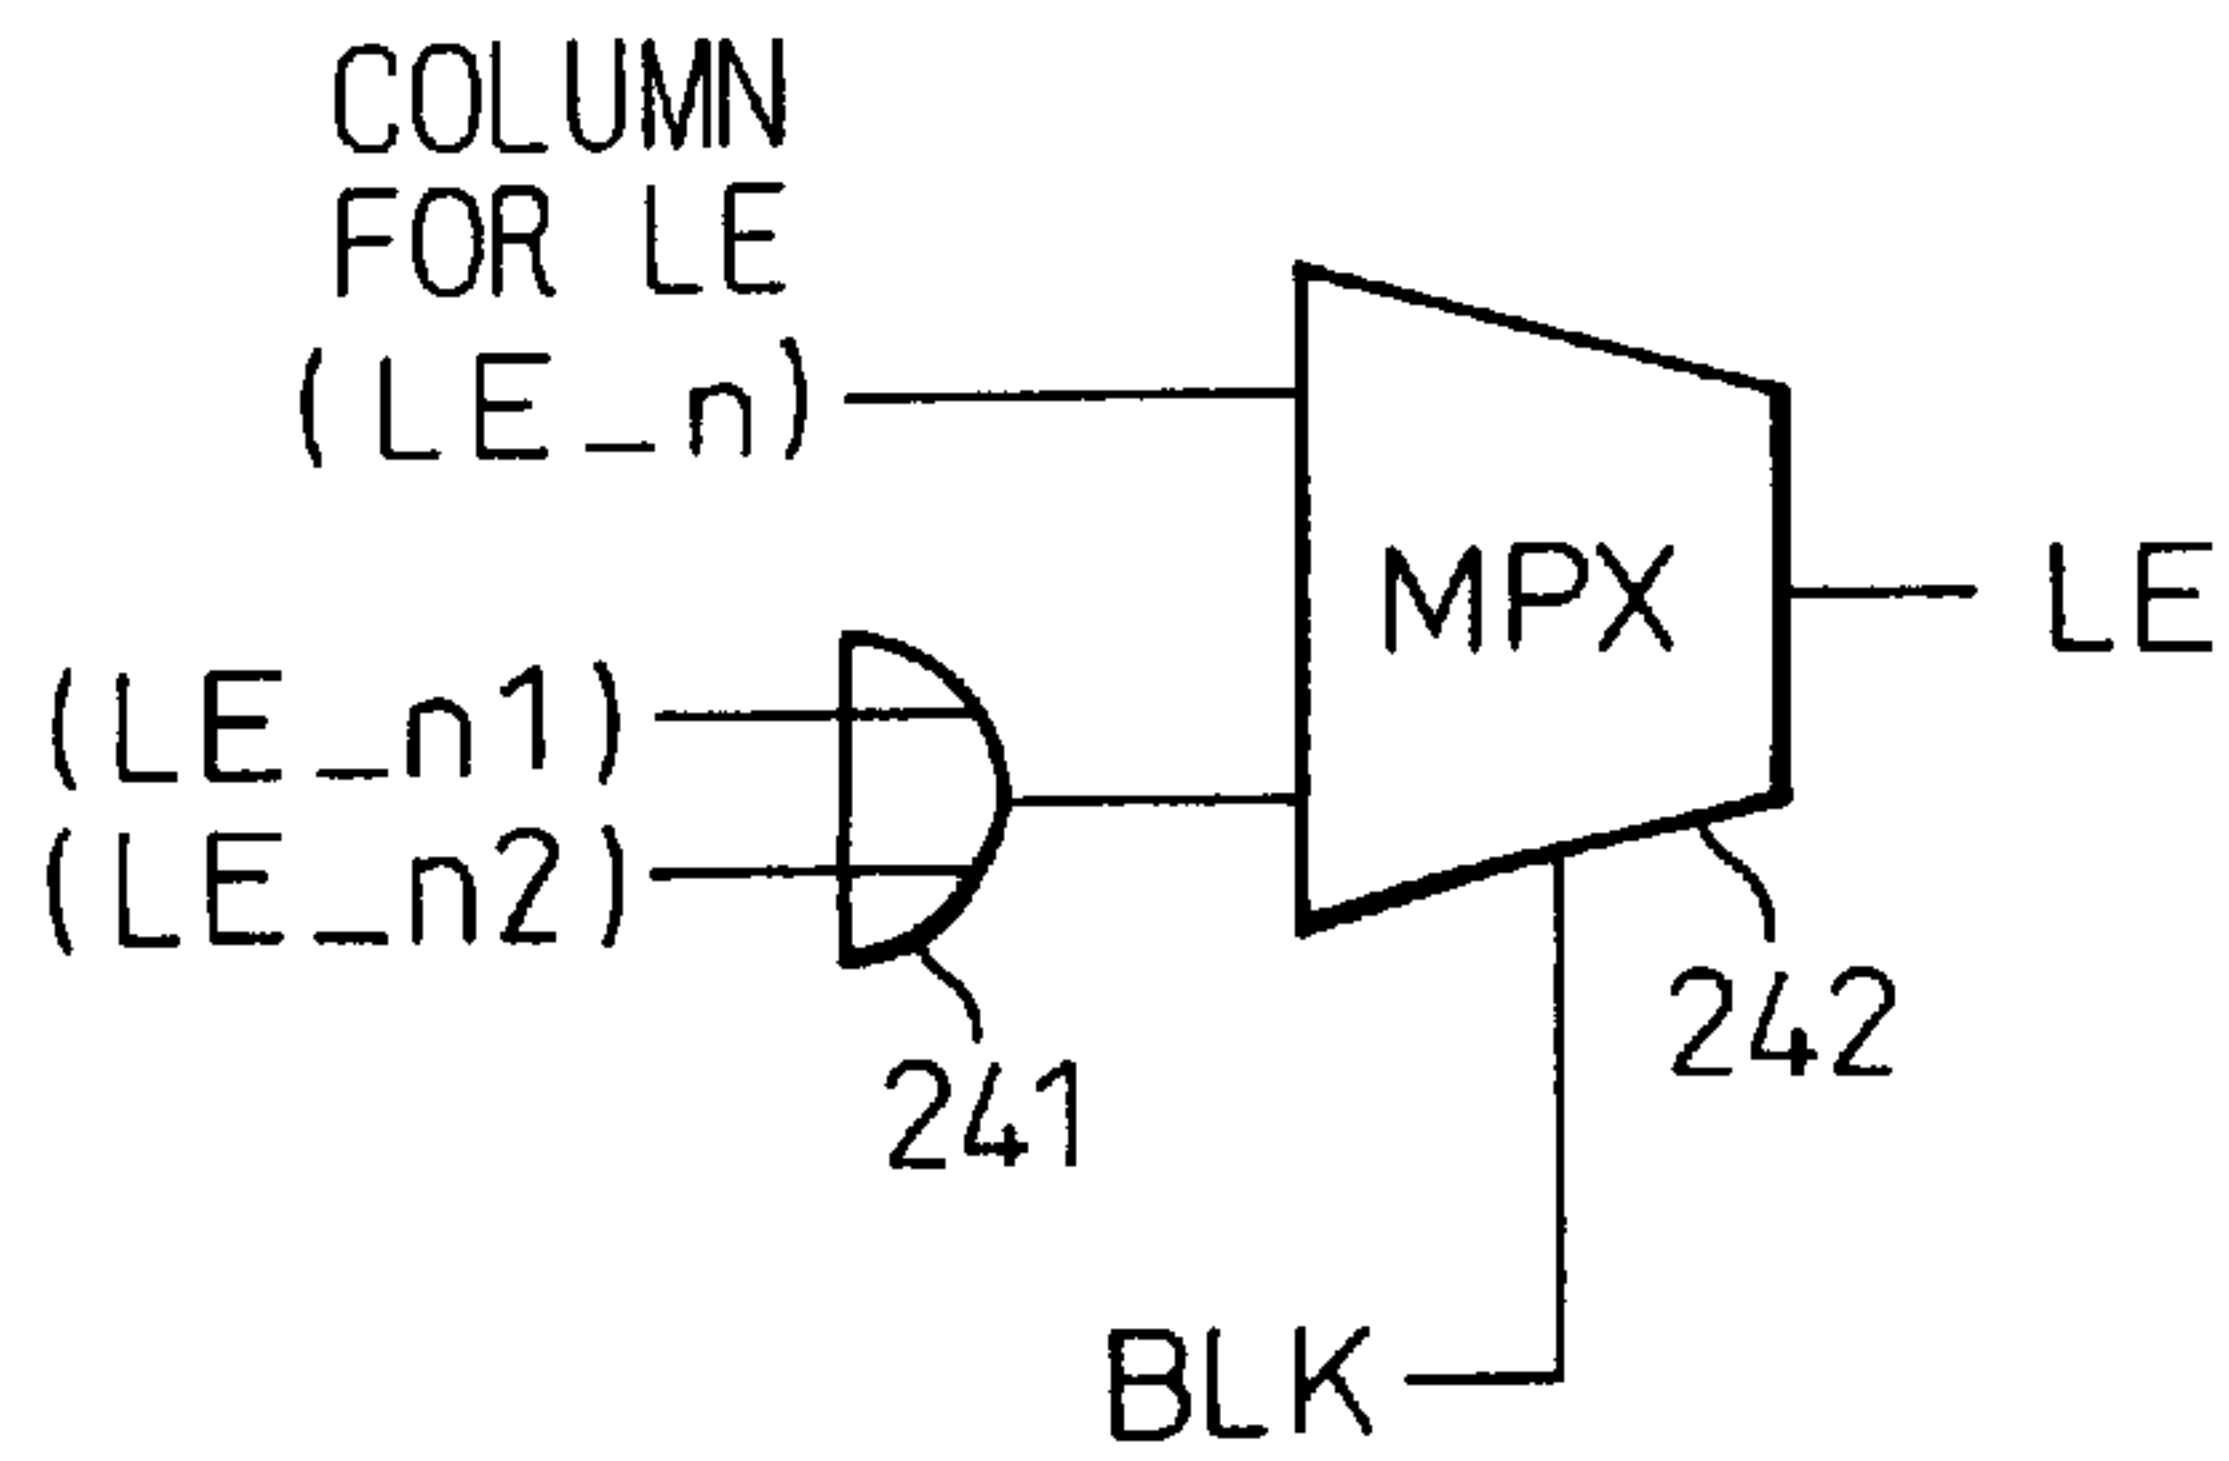 COLUMN
FOR LE
(LE_n)
MPX
LE
(LE_n1)
(LE_n2)
242
241
BLK